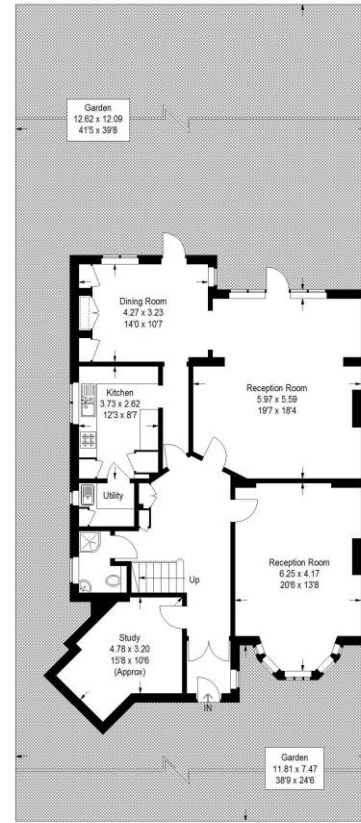 Garden
12.62 x 12.09
41'5 x 39'8
Dining Room
4.27 x 3.23
14'0 x 10'7
Kitchen
3.73 x 2.62
12'3 x 8'7
Reception Room
5.97 x 5.59
19'7 x 18'4
Utility
Reception Room
6.25 x 4.17
20'6 x 13'8
Up
Study
4.78 x 3.20
15'8 x 10'6
(Approx)
IN
Garden
11.81 x 7.47
38'9 x 24'6